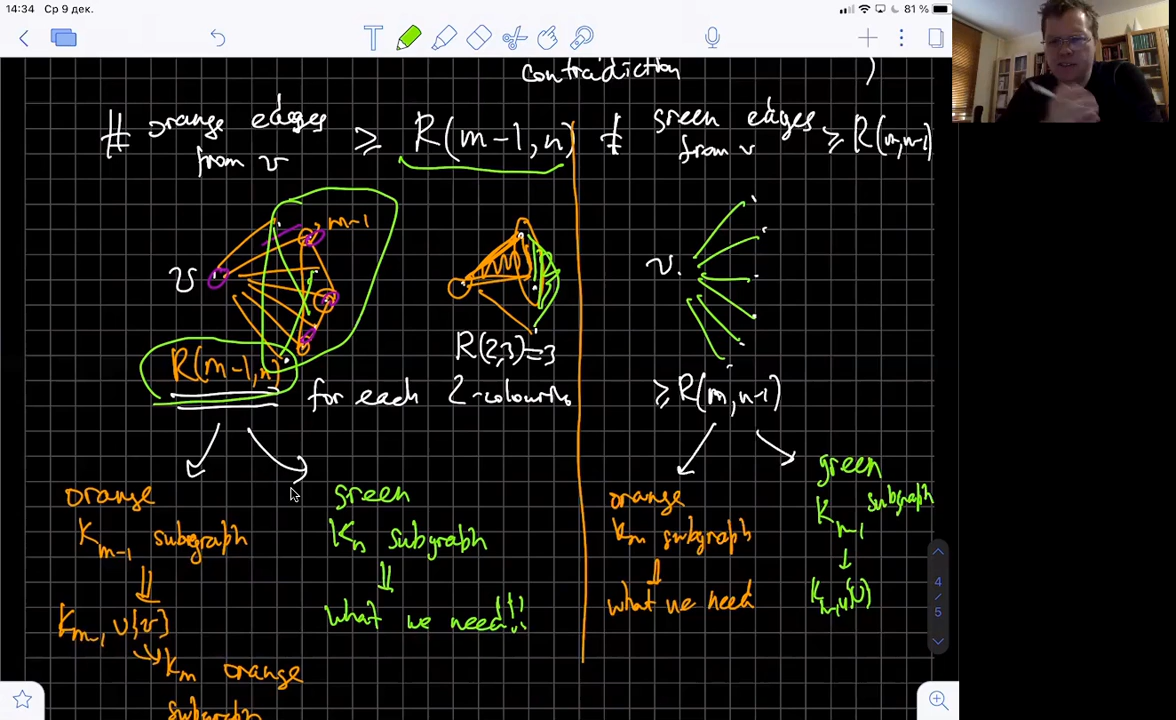 14:34 Ср 9 дек.
81 %
contradiction )
# orange edges from v ≥ R(m-1, n)
# green edges from v ≥ R(m, n-1)
m-1
v
v.
R(2,3)=3
R(m-1, n)
for each 2-colouring
≥ R(m, n-1)
orange
K_{m-1} subgraph
⇓
K_{m-1} ∪ {v}
→ K_m orange
subgraph
green
K_n subgraph
⇓
what we need!!
orange
K_m subgraph
⇓
what we need
green
K_{n-1} subgraph
↓
K_{n-1} ∪ {v}
4
/
5